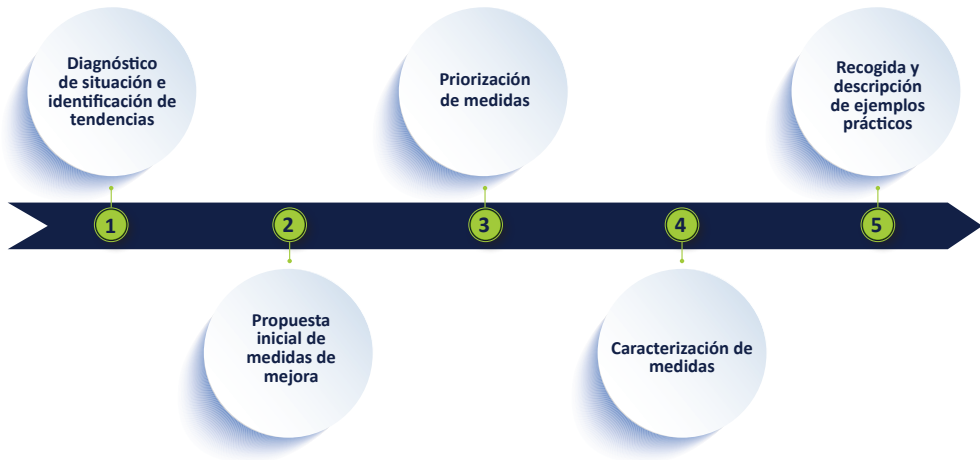 Diagnóstico
de situación e
identificación de
tendencias
1
Propuesta
inicial de
medidas de
mejora
2
Priorización
de medidas
3
Caracterización de
medidas
4
Recogida y
descripción
de ejemplos
prácticos
5